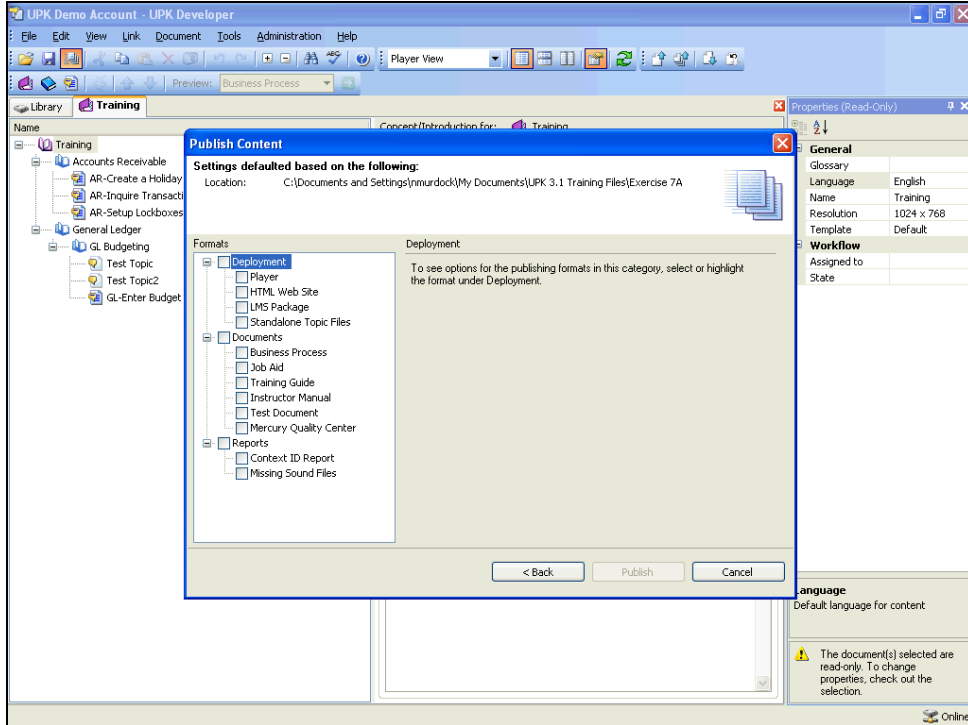 UPK Demo Account - UPK Developer
File Edit View Link Document Tools Administration Help
Player View
Preview: Business Process
Library Training
Properties (Read-Only)
Name
Concept/Introduction for: Training
Training
Accounts Receivable
AR-Create a Holiday
AR-Inquire Transacti
AR-Setup Lockboxes
General Ledger
GL Budgeting
Test Topic
Test Topic2
GL-Enter Budget
Publish Content
Settings defaulted based on the following:
Location: C:\Documents and Settings\nmurdock\My Documents\UPK 3.1 Training Files\Exercise 7A
Formats
Deployment
Player
HTML Web Site
LMS Package
Standalone Topic Files
Documents
Business Process
Job Aid
Training Guide
Instructor Manual
Test Document
Mercury Quality Center
Reports
Context ID Report
Missing Sound Files
Deployment
To see options for the publishing formats in this category, select or highlight
the format under Deployment.
< Back Publish Cancel
General
Glossary
Language English
Name Training
Resolution 1024 x 768
Template Default
Workflow
Assigned to
State
anguage
Default language for content
The document(s) selected are
read-only. To change
properties, check out the
selection.
Online